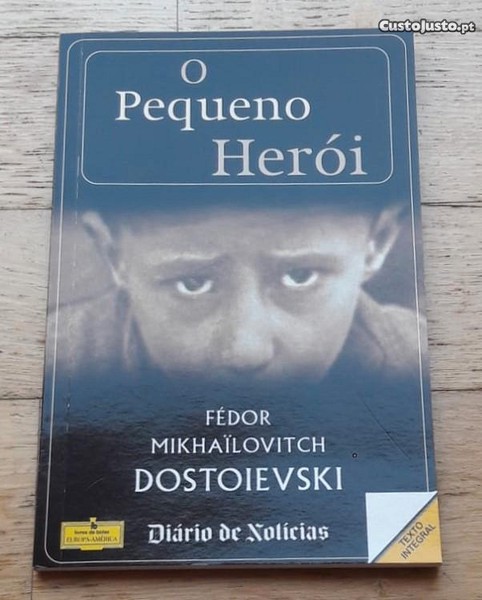 CustoJusto.pt
O
Pequeno
Herói
FÉDOR
MIKHAÏLOVITCH
DOSTOIEVSKI
livros de bolso
EUROPA-AMÉRICA
Diário de Notícias
TEXTO
INTEGRAL